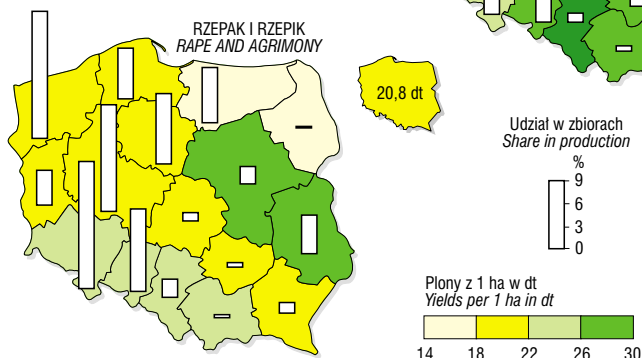 RZEPAK I RZEPIK
RAPE AND AGRIMONY
20,8 dt
Udział w zbiorach
Share in production
%
9
6
3
0
Plony z 1 ha w dt
Yields per 1 ha in dt
14 18 22 26 30